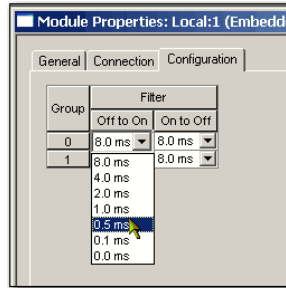 Module Properties: Local:1 (Embedd
General Connection Configuration
Group Filter
Off to On On to Off
0 8.0 ms 8.0 ms
1 8.0 ms
8.0 ms
4.0 ms
2.0 ms
1.0 ms
0.5 ms
0.1 ms
0.0 ms